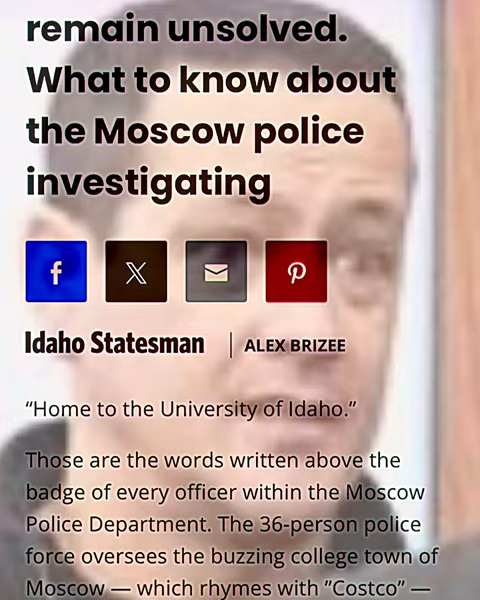 remain unsolved.
What to know about
the Moscow police
investigating
f
X
P
Idaho Statesman | ALEX BRIZEE
“Home to the University of Idaho.”
Those are the words written above the
badge of every officer within the Moscow
Police Department. The 36-person police
force oversees the buzzing college town of
Moscow — which rhymes with ”Costco” —